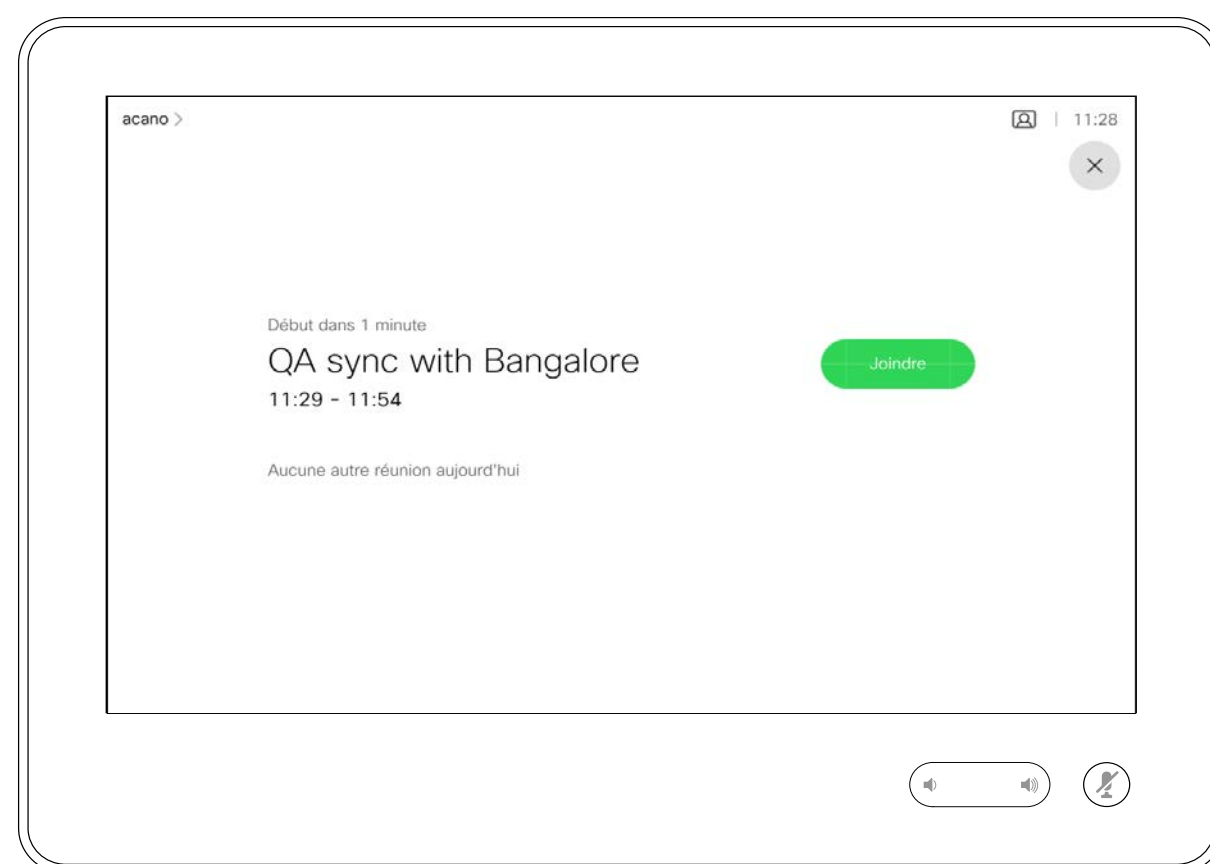 acano >
11:28
Début dans 1 minute
QA sync with Bangalore
11:29 - 11:54
Joindre
Aucune autre réunion aujourd'hui